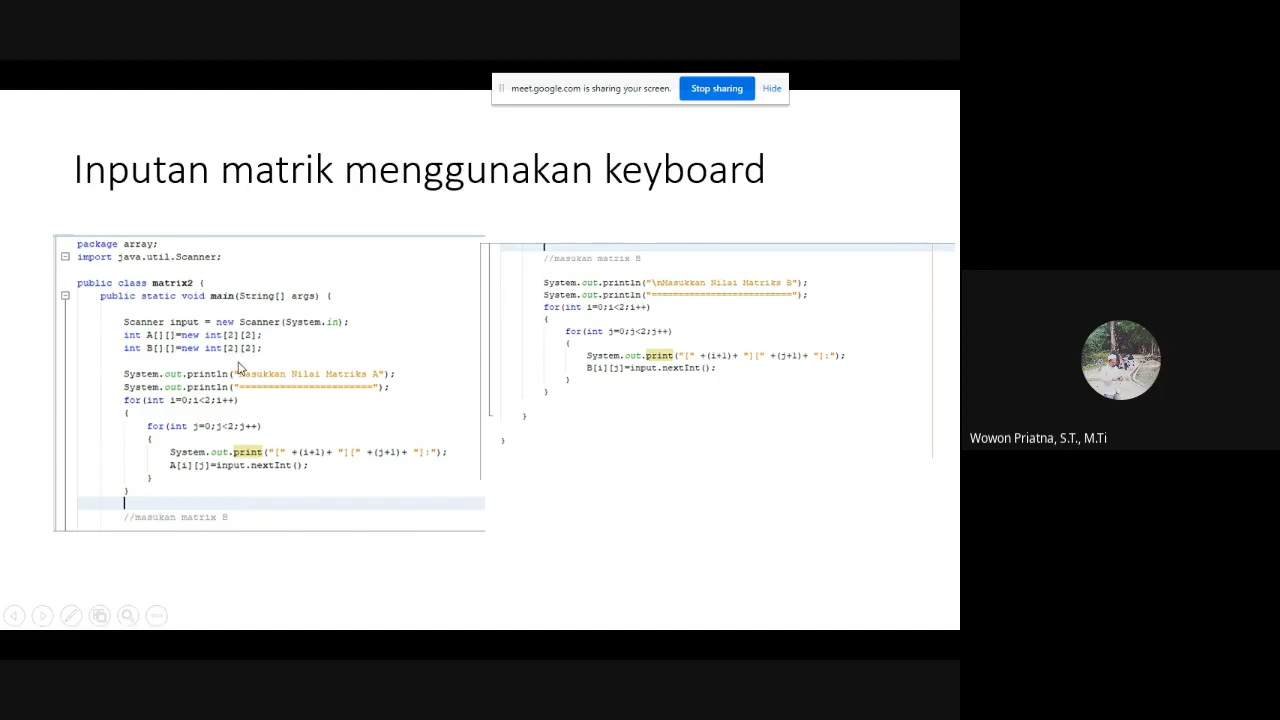 meet.google.com is sharing your screen.
Stop sharing
Hide
Inputan matrik menggunakan keyboard
package array;
import java.util.Scanner;
public class matrix2 {
public static void main(String[] args) {
Scanner input = new Scanner(System.in);
int A[][]=new int[2][2];
int B[][]=new int[2][2];
System.out.println("Masukkan Nilai Matriks A");
System.out.println("=======================");
for(int i=0;i<2;i++)
{
for(int j=0;j<2;j++)
{
System.out.print("[" +(i+1)+ "][" +(j+1)+ "]:");
A[i][j]=input.nextInt();
}
}
//masukan matrix B
//masukan matrix B
System.out.println("\nMasukkan Nilai Matriks B");
System.out.println("==========================");
for(int i=0;i<2;i++)
{
for(int j=0;j<2;j++)
{
System.out.print("[" +(i+1)+ "][" +(j+1)+ "]:");
B[i][j]=input.nextInt();
}
}
}
}
Wowon Priatna, S.T., M.Ti